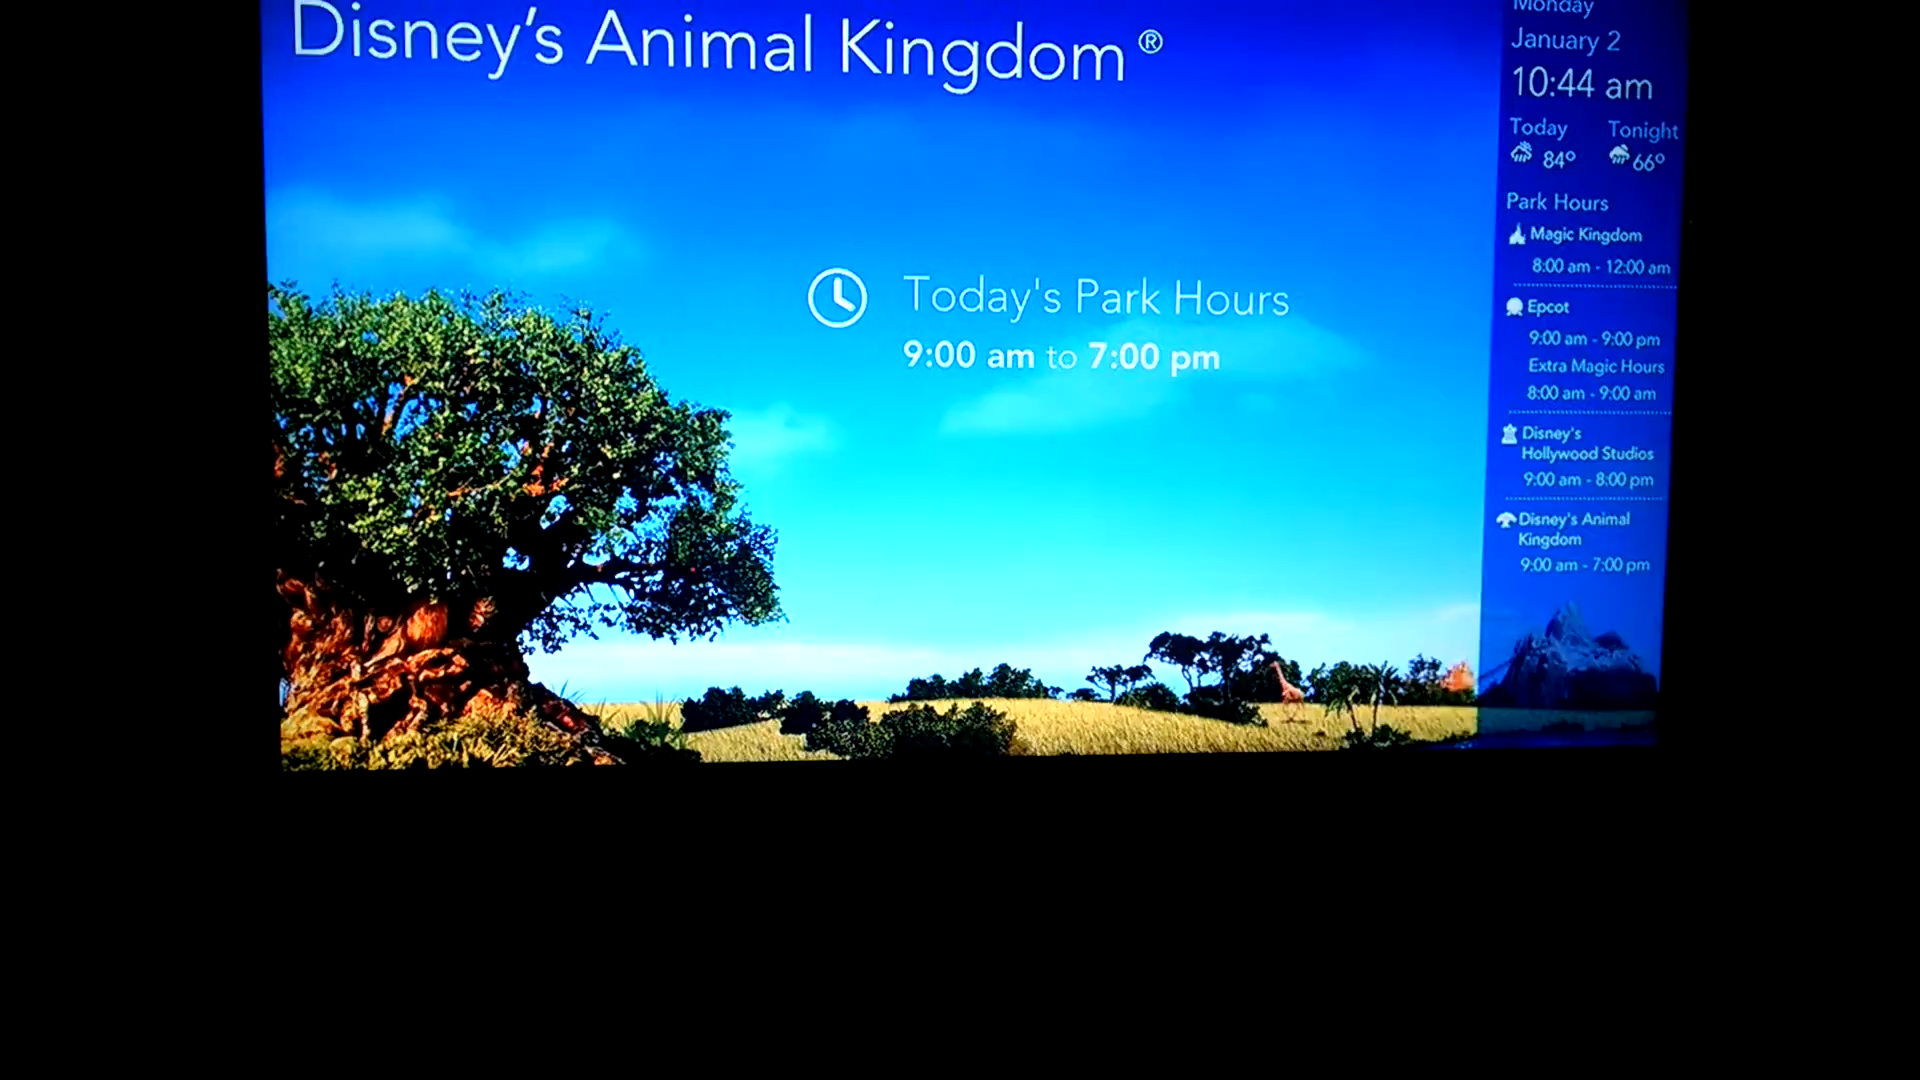 Disney's Animal Kingdom®
Today's Park Hours
9:00 am to 7:00 pm
Monday
January 2
10:44 am
Today Tonight
84° 66°
Park Hours
Magic Kingdom
8:00 am - 12:00 am
Epcot
9:00 am - 9:00 pm
Extra Magic Hours
8:00 am - 9:00 am
Disney's
Hollywood Studios
9:00 am - 8:00 pm
Disney's Animal
Kingdom
9:00 am - 7:00 pm